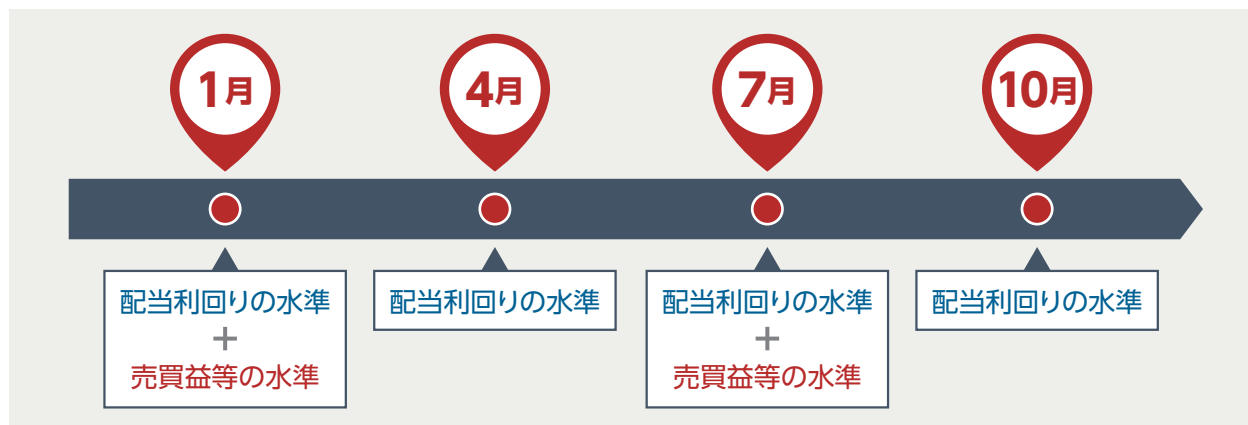 1月
4月
7月
10月
配当利回りの水準
+
売買益等の水準
配当利回りの水準
配当利回りの水準
+
売買益等の水準
配当利回りの水準